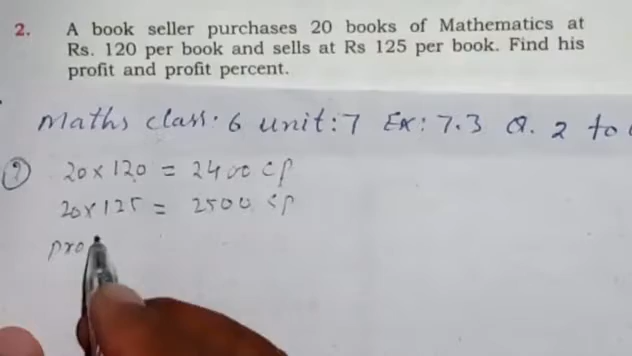 2. A book seller purchases 20 books of Mathematics at
Rs. 120 per book and sells at Rs 125 per book. Find his
profit and profit percent.
Maths class: 6 unit: 7 Ex: 7.3 Q. 2 to
20 x 120 = 2400 CP
20 x 125 = 2500 SP
pro